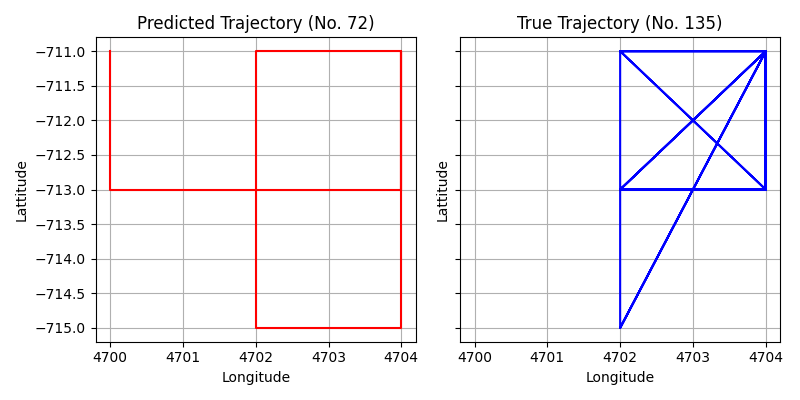 Predicted Trajectory (No. 72)
True Trajectory (No. 135)
−711.0
−711.5
−712.0
−712.5
−713.0
−713.5
−714.0
−714.5
−715.0
Lattitude
Lattitude
4700 4701 4702 4703 4704
4700 4701 4702 4703 4704
Longitude
Longitude